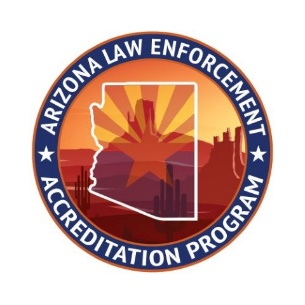 ARIZONA LAW ENFORCEMENT
ACCREDITATION PROGRAM